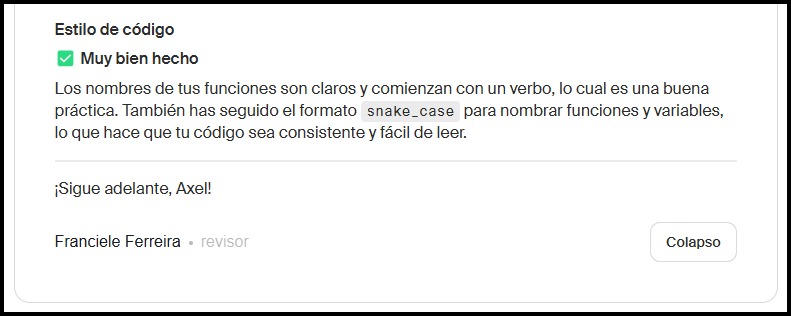 Estilo de código
Muy bien hecho
Los nombres de tus funciones son claros y comienzan con un verbo, lo cual es una buena
práctica. También has seguido el formato snake_case para nombrar funciones y variables,
lo que hace que tu código sea consistente y fácil de leer.
¡Sigue adelante, Axel!
Franciele Ferreira • revisor
Colapso